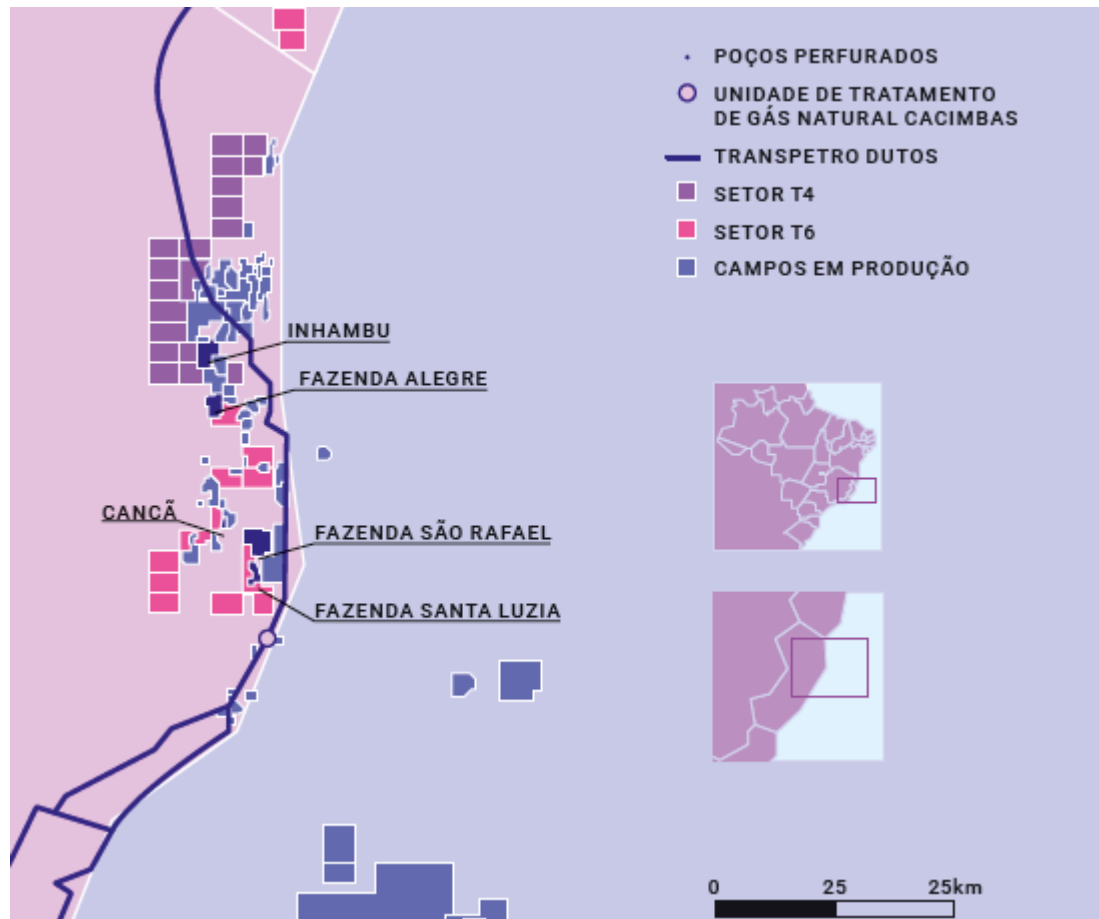 POÇOS PERFURADOS
UNIDADE DE TRATAMENTO
DE GÁS NATURAL CACIMBAS
TRANSPETRO DUTOS
SETOR T4
SETOR T6
CAMPOS EM PRODUÇÃO
INHAMBU
FAZENDA ALEGRE
CANCÃ
FAZENDA SÃO RAFAEL
FAZENDA SANTA LUZIA
0 25 25km